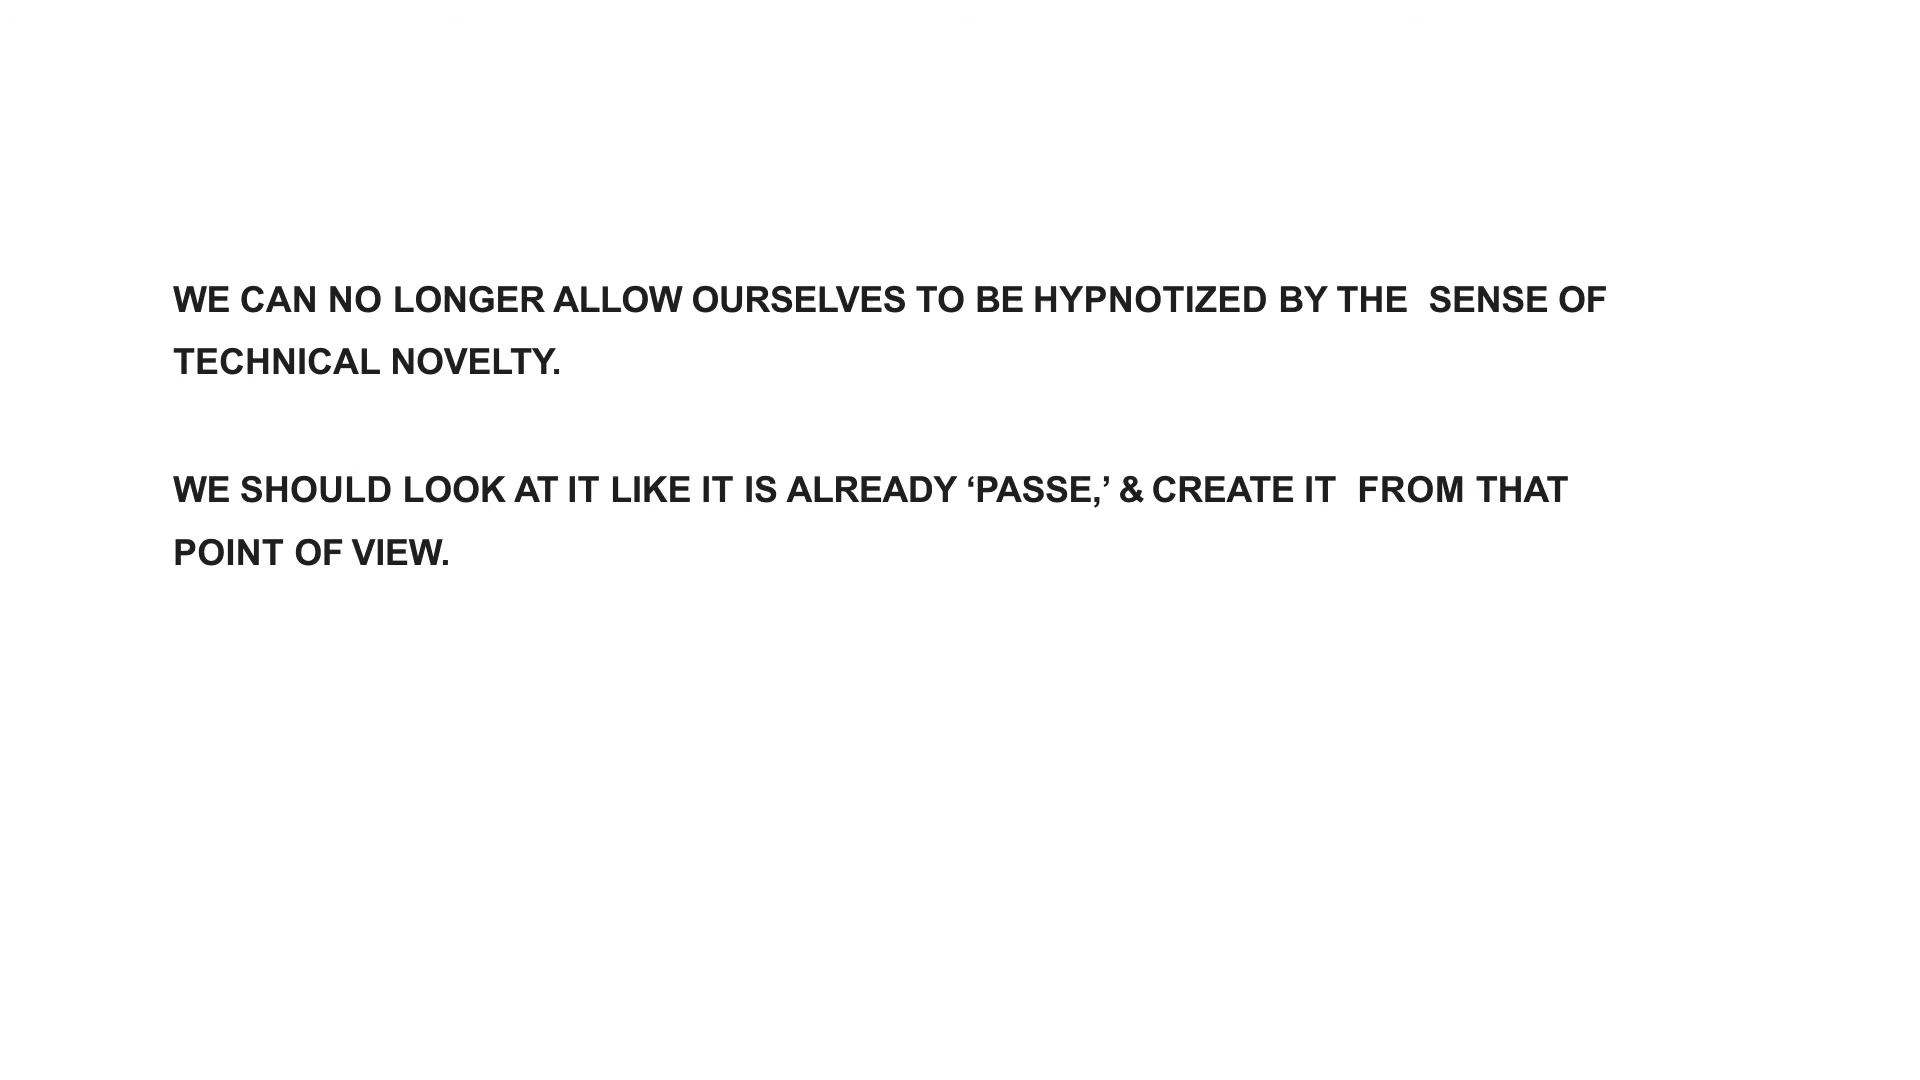 WE CAN NO LONGER ALLOW OURSELVES TO BE HYPNOTIZED BY THE  SENSE OF
TECHNICAL NOVELTY.
WE SHOULD LOOK AT IT LIKE IT IS ALREADY ‘PASSE,’ & CREATE IT  FROM THAT
POINT OF VIEW.